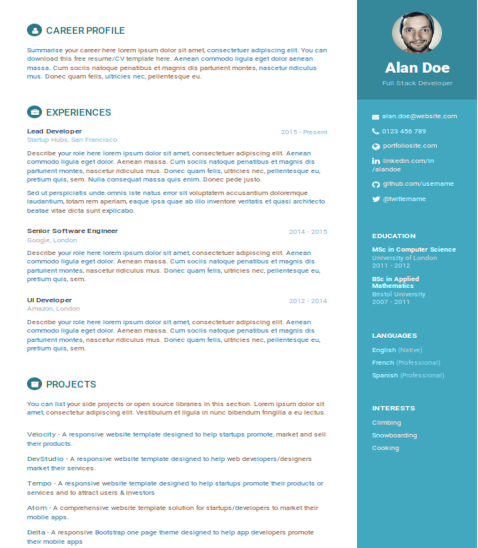 CAREER PROFILE
Summarise your career here lorem ipsum dolor sit amet, consectetuer adipiscing elit. You can
download this free resume/CV template here. Aenean commodo ligula eget dolor aenean
massa. Cum sociis natoque penatibus et magnis dis parturient montes, nascetur ridiculus
mus. Donec quam felis, ultricies nec, pellentesque eu.
EXPERIENCES
Lead Developer 2015 - Present
Startup Hubs, San Francisco
Describe your role here lorem ipsum dolor sit amet, consectetuer adipiscing elit. Aenean
commodo ligula eget dolor. Aenean massa. Cum sociis natoque penatibus et magnis dis
parturient montes, nascetur ridiculus mus. Donec quam felis, ultricies nec, pellentesque eu,
pretium quis, sem. Nulla consequat massa quis enim. Donec pede justo.
Sed ut perspiciatis unde omnis iste natus error sit voluptatem accusantium doloremque
laudantium, totam rem aperiam, eaque ipsa quae ab illo inventore veritatis et quasi architecto
beatae vitae dicta sunt explicabo.
Senior Software Engineer 2014 - 2015
Google, London
Describe your role here lorem ipsum dolor sit amet, consectetuer adipiscing elit. Aenean
commodo ligula eget dolor. Aenean massa. Cum sociis natoque penatibus et magnis dis
parturient montes, nascetur ridiculus mus. Donec quam felis, ultricies nec, pellentesque eu,
pretium quis, sem.
UI Developer 2012 - 2014
Amazon, London
Describe your role here lorem ipsum dolor sit amet, consectetuer adipiscing elit. Aenean
commodo ligula eget dolor. Aenean massa. Cum sociis natoque penatibus et magnis dis
parturient montes, nascetur ridiculus mus. Donec quam felis, ultricies nec, pellentesque eu,
pretium quis, sem.
PROJECTS
You can list your side projects or open source libraries in this section. Lorem ipsum dolor sit
amet, consectetur adipiscing elit. Vestibulum et ligula in nunc bibendum fringilla a eu lectus.
Velocity - A responsive website template designed to help startups promote, market and sell
their products.
DevStudio - A responsive website template designed to help web developers/designers
market their services.
Tempo - A responsive website template designed to help startups promote their products or
services and to attract users & investors
Atom - A comprehensive website template solution for startups/developers to market their
mobile apps.
Delta - A responsive Bootstrap one page theme designed to help app developers promote
their mobile apps
Alan Doe
Full Stack Developer
alan.doe@website.com
0123 456 789
portfoliosite.com
linkedin.com/in
/alandoe
github.com/username
@twittername
EDUCATION
MSc in Computer Science
University of London
2011 - 2012
BSc in Applied
Mathematics
Bristol University
2007 - 2011
LANGUAGES
English (Native)
French (Professional)
Spanish (Professional)
INTERESTS
Climbing
Snowboarding
Cooking